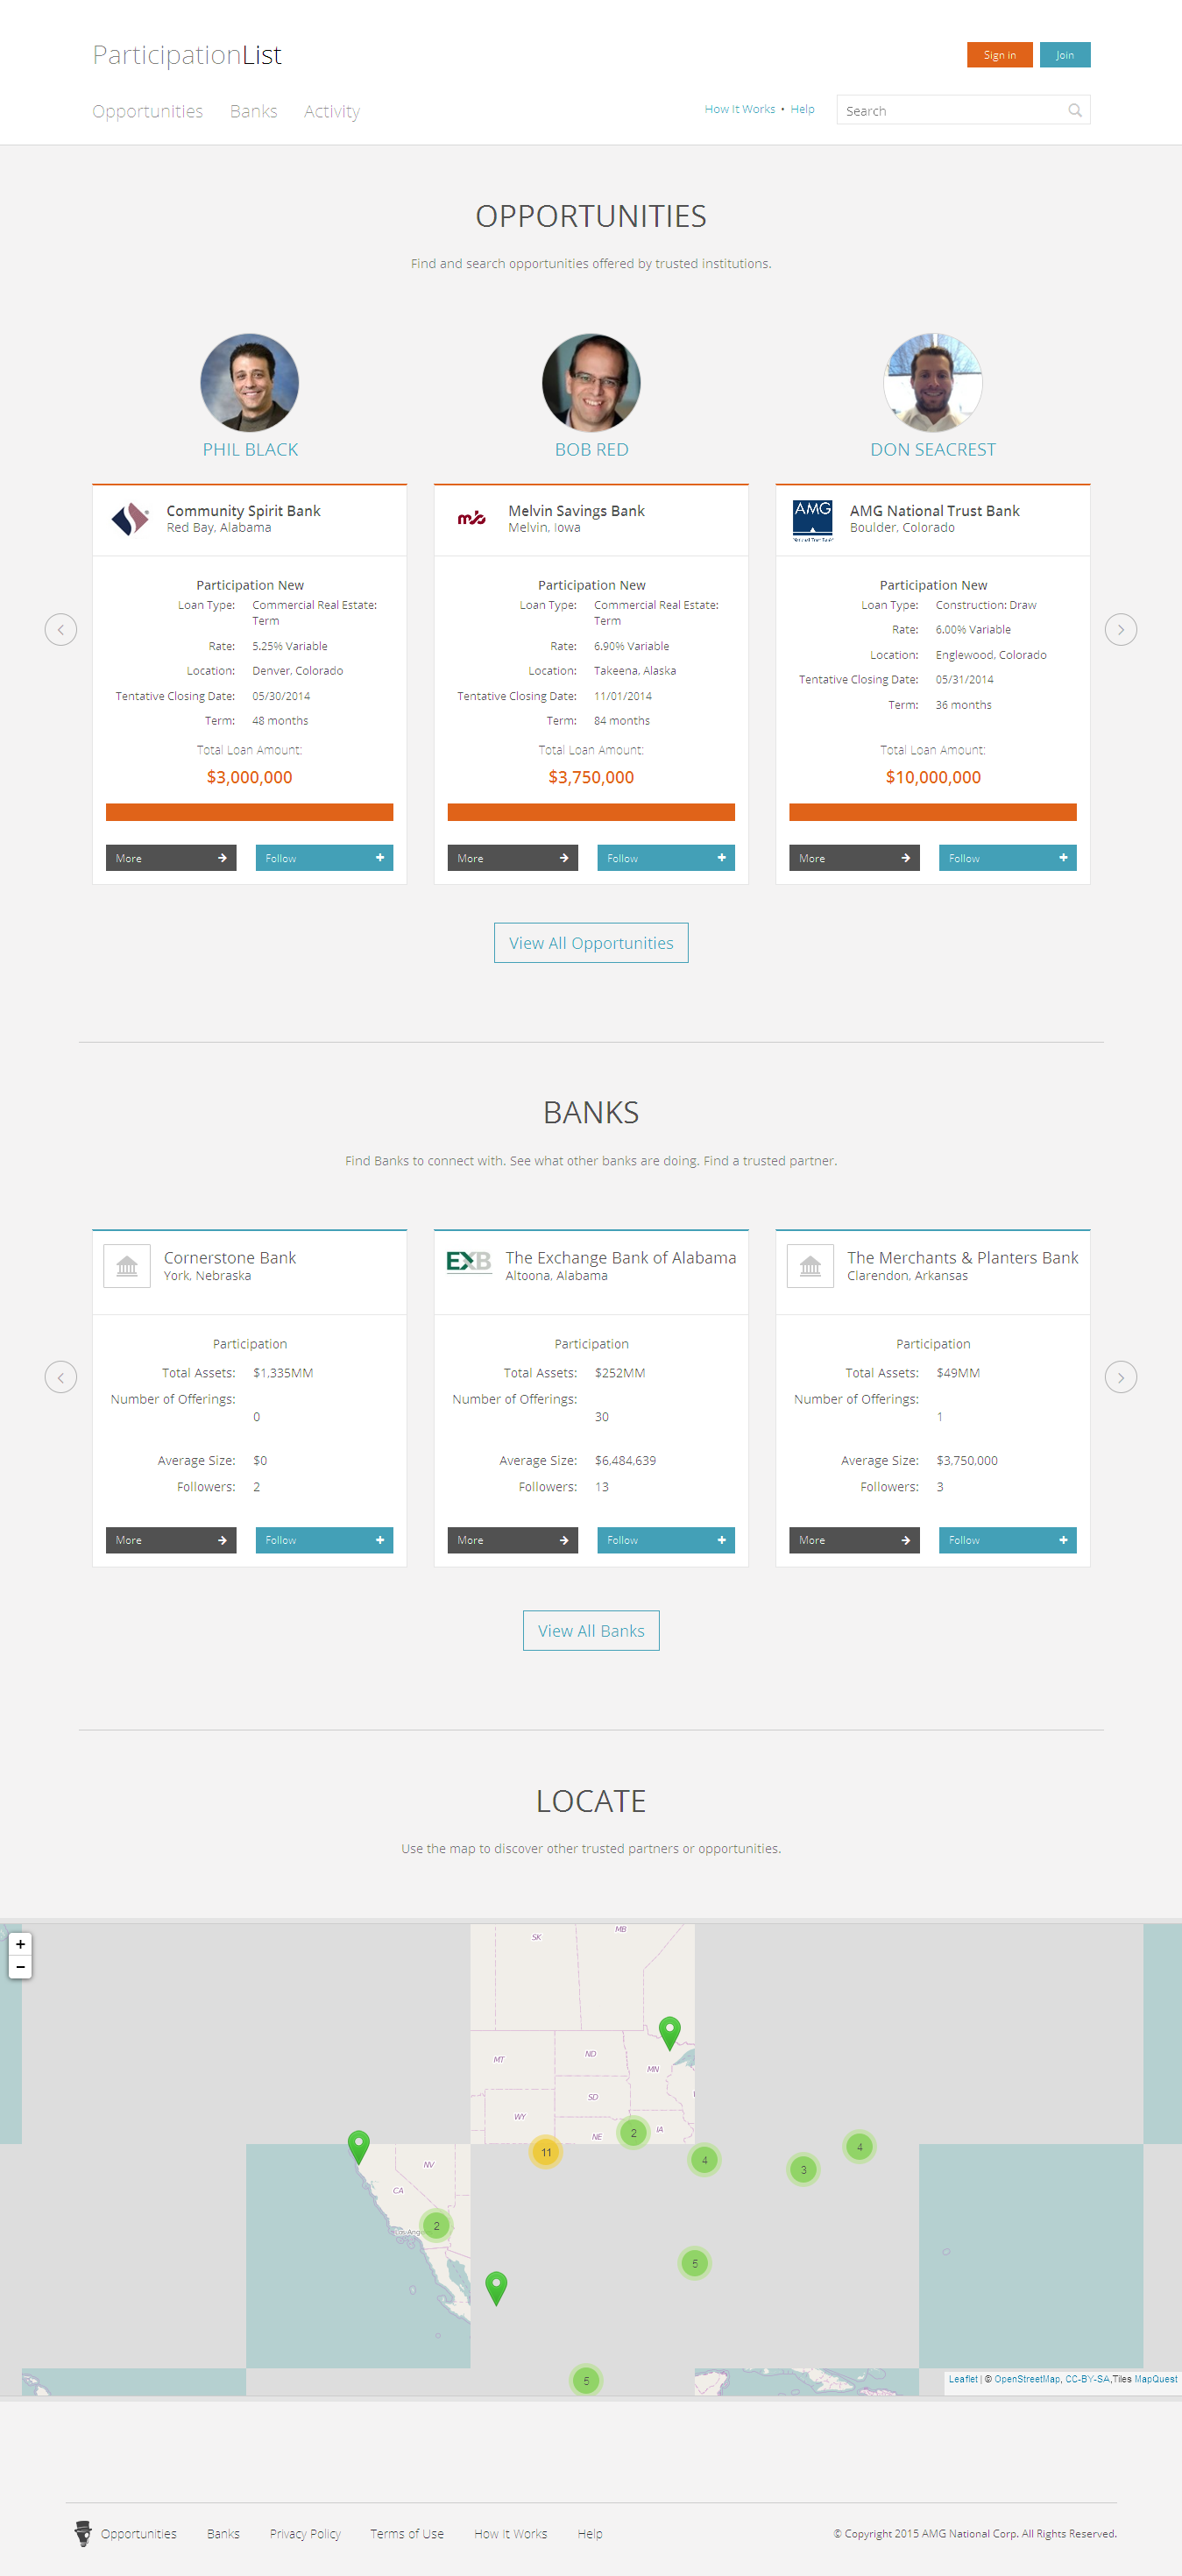 ParticipationList
Sign in
Join
Opportunities Banks Activity
How It Works • Help
Search
OPPORTUNITIES
Find and search opportunities offered by trusted institutions.
PHIL BLACK
BOB RED
DON SEACREST
Community Spirit Bank
Red Bay, Alabama
Participation New
Loan Type: Commercial Real Estate:
Term
Rate: 5.25% Variable
Location: Denver, Colorado
Tentative Closing Date: 05/30/2014
Term: 48 months
Total Loan Amount:
$3,000,000
More
Follow
mb
Melvin Savings Bank
Melvin, Iowa
Participation New
Loan Type: Commercial Real Estate:
Term
Rate: 6.90% Variable
Location: Takeena, Alaska
Tentative Closing Date: 11/01/2014
Term: 84 months
Total Loan Amount:
$3,750,000
More
Follow
AMG
AMG National Trust Bank
Boulder, Colorado
Participation New
Loan Type: Construction: Draw
Rate: 6.00% Variable
Location: Englewood, Colorado
Tentative Closing Date: 05/31/2014
Term: 36 months
Total Loan Amount:
$10,000,000
More
Follow
View All Opportunities
BANKS
Find Banks to connect with. See what other banks are doing. Find a trusted partner.
Cornerstone Bank
York, Nebraska
Participation
Total Assets: $1,335MM
Number of Offerings:
0
Average Size: $0
Followers: 2
More
Follow
EXB
The Exchange Bank of Alabama
Altoona, Alabama
Participation
Total Assets: $252MM
Number of Offerings:
30
Average Size: $6,484,639
Followers: 13
More
Follow
The Merchants & Planters Bank
Clarendon, Arkansas
Participation
Total Assets: $49MM
Number of Offerings:
1
Average Size: $3,750,000
Followers: 3
More
Follow
View All Banks
LOCATE
Use the map to discover other trusted partners or opportunities.
+
−
SK
MB
MT
ND
MN
SD
WY
NE
IA
2
11
4
3
4
NV
CA
Los Ange
2
5
5
Leaflet | © OpenStreetMap, CC-BY-SA,Tiles MapQuest
Opportunities Banks Privacy Policy Terms of Use How It Works Help
© Copyright 2015 AMG National Corp. All Rights Reserved.